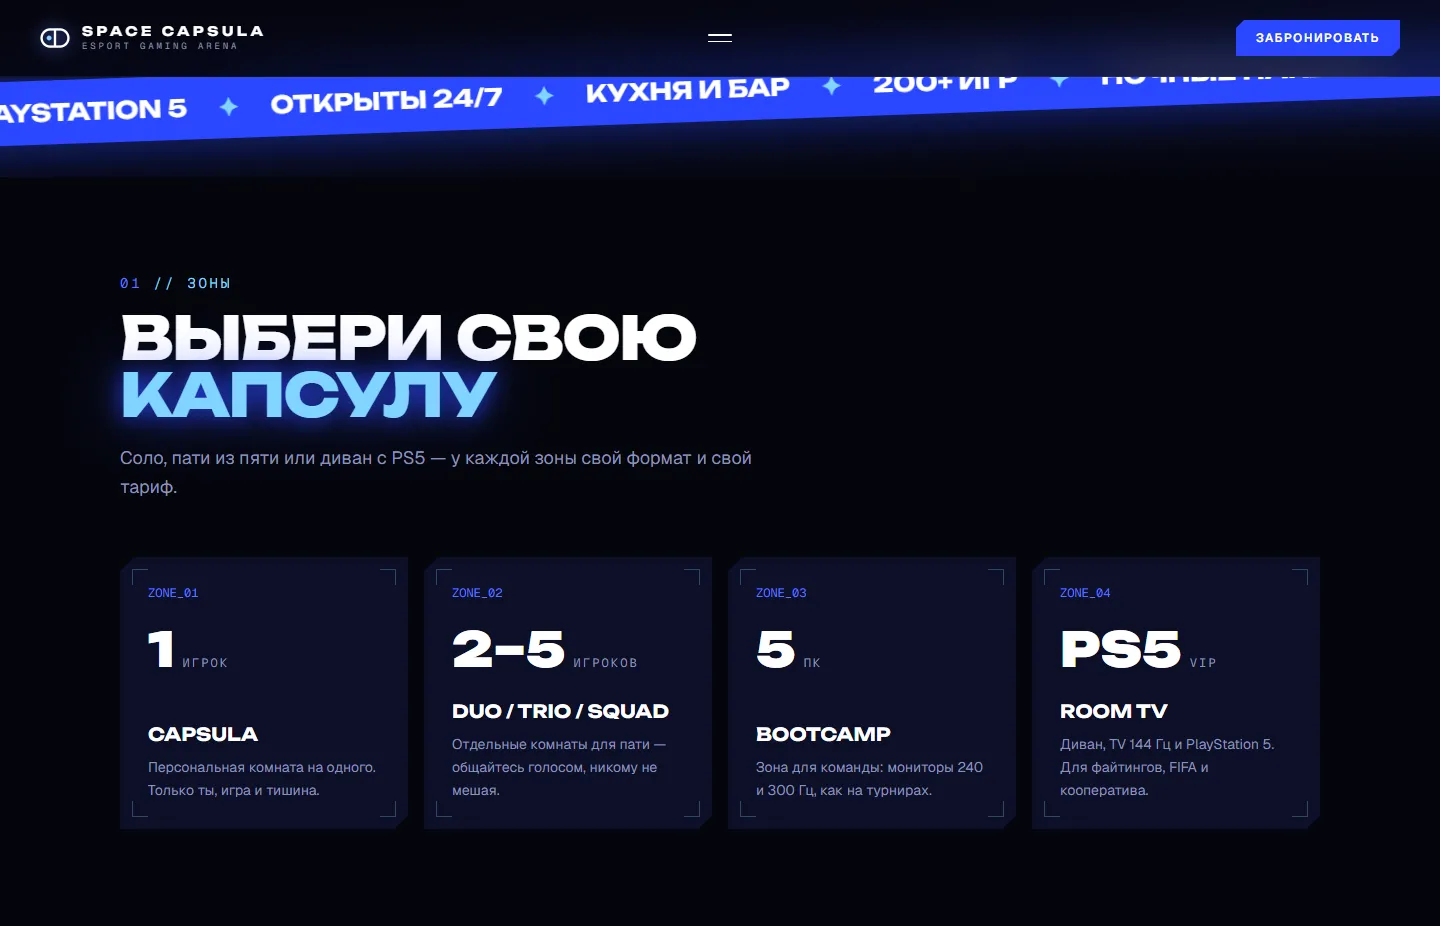 SPACE CAPSULA
ESPORT GAMING ARENA
ЗАБРОНИРОВАТЬ
AYSTATION 5 ✦ ОТКРЫТЫ 24/7 ✦ КУХНЯ И БАР ✦ 200+ ИГР ✦
01 // ЗОНЫ
ВЫБЕРИ СВОЮ
КАПСУЛУ
Соло, пати из пяти или диван с PS5 — у каждой зоны свой формат и свой
тариф.
ZONE_01
1 ИГРОК
CAPSULA
Персональная комната на одного.
Только ты, игра и тишина.
ZONE_02
2–5 ИГРОКОВ
DUO / TRIO / SQUAD
Отдельные комнаты для пати —
общайтесь голосом, никому не
мешая.
ZONE_03
5 ПК
BOOTCAMP
Зона для команды: мониторы 240
и 300 Гц, как на турнирах.
ZONE_04
PS5 VIP
ROOM TV
Диван, TV 144 Гц и PlayStation 5.
Для файтингов, FIFA и
кооператива.